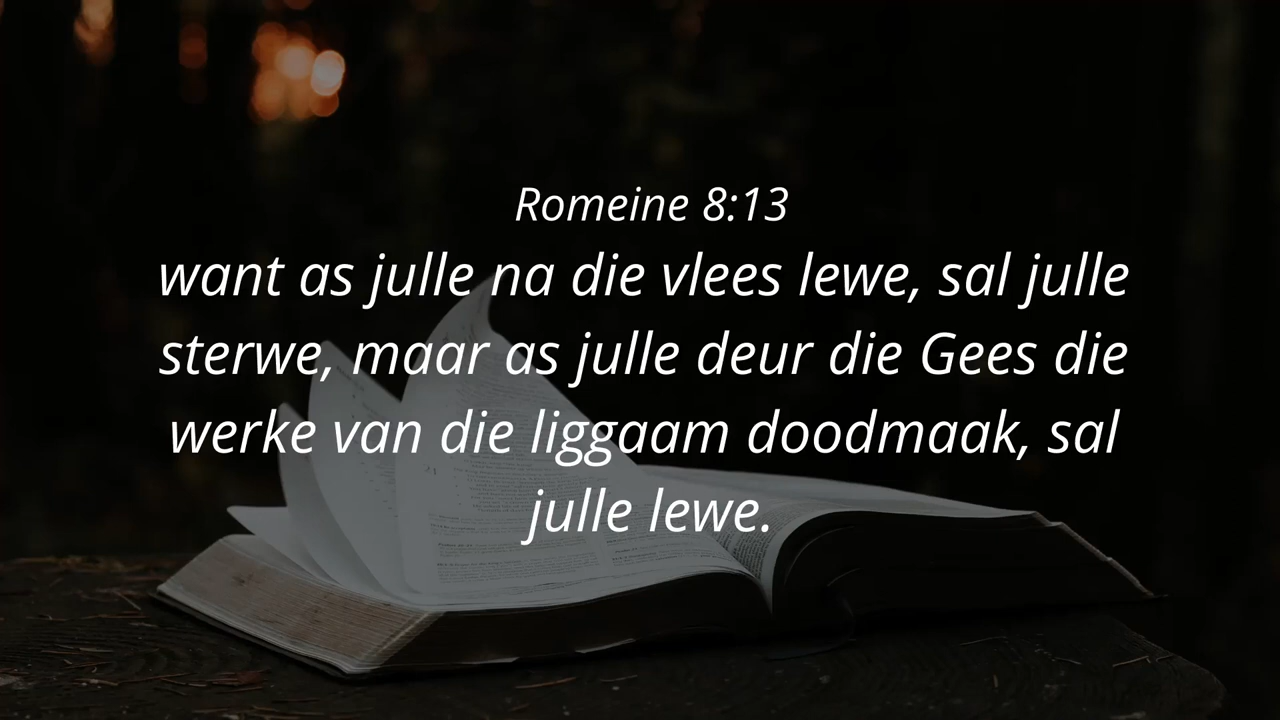 Romeine 8:13
want as julle na die vlees lewe, sal julle
sterwe, maar as julle deur die Gees die
werke van die liggaam doodmaak, sal
julle lewe.